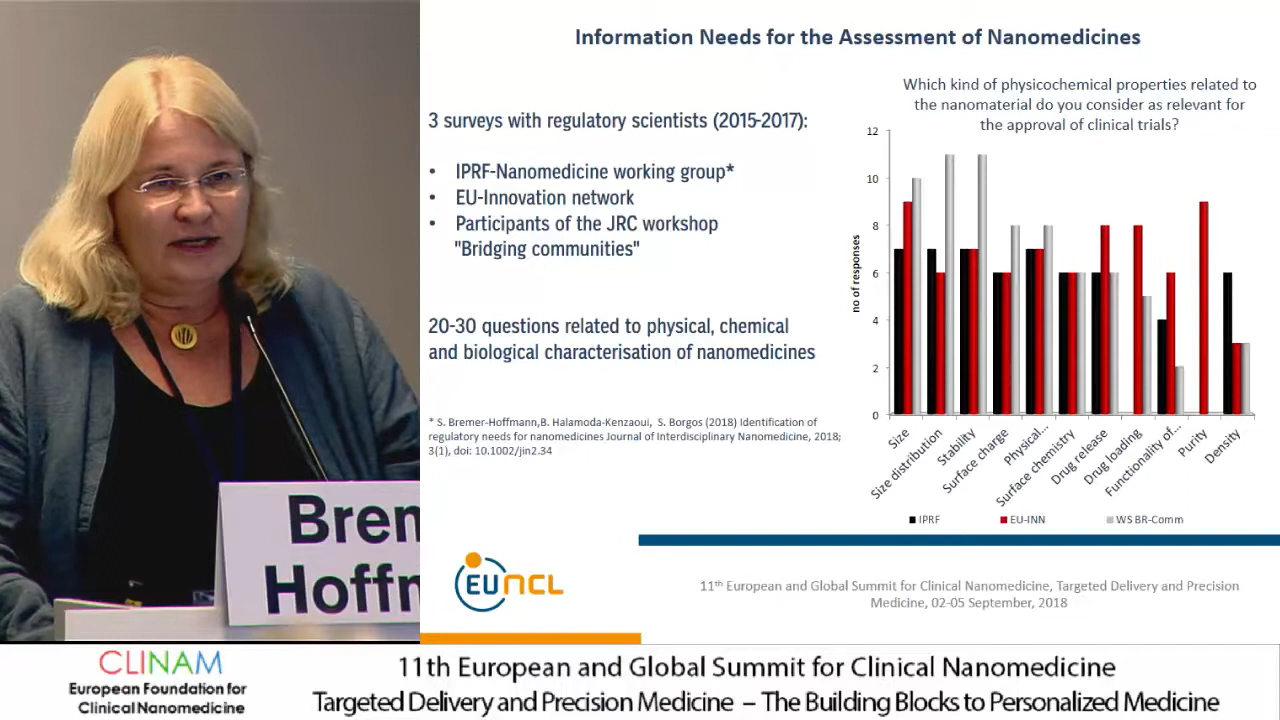 Information Needs for the Assessment of Nanomedicines
3 surveys with regulatory scientists (2015-2017):
• IPRF-Nanomedicine working group*
• EU-Innovation network
• Participants of the JRC workshop
"Bridging communities"
20-30 questions related to physical, chemical
and biological characterisation of nanomedicines
* S. Bremer-Hoffmann,B. Halamoda-Kenzaoui, S. Borgos (2018) Identification of
regulatory needs for nanomedicines Journal of Interdisciplinary Nanomedicine, 2018;
3(1), doi: 10.1002/jin2.34
Which kind of physicochemical properties related to
the nanomaterial do you consider as relevant for
the approval of clinical trials?
no of responses
12
10
8
6
4
2
0
Size
Size distribution
Stability
Surface charge
Physical...
Surface chemistry
Drug release
Drug loading
Functionality of...
Purity
Density
IPRF
EU-INN
WS BR-Comm
Bren
Hoffn
EUNCL
11th European and Global Summit for Clinical Nanomedicine, Targeted Delivery and Precision
Medicine, 02-05 September, 2018
CLINAM
European Foundation for
Clinical Nanomedicine
11th European and Global Summit for Clinical Nanomedicine
Targeted Delivery and Precision Medicine – The Building Blocks to Personalized Medicine